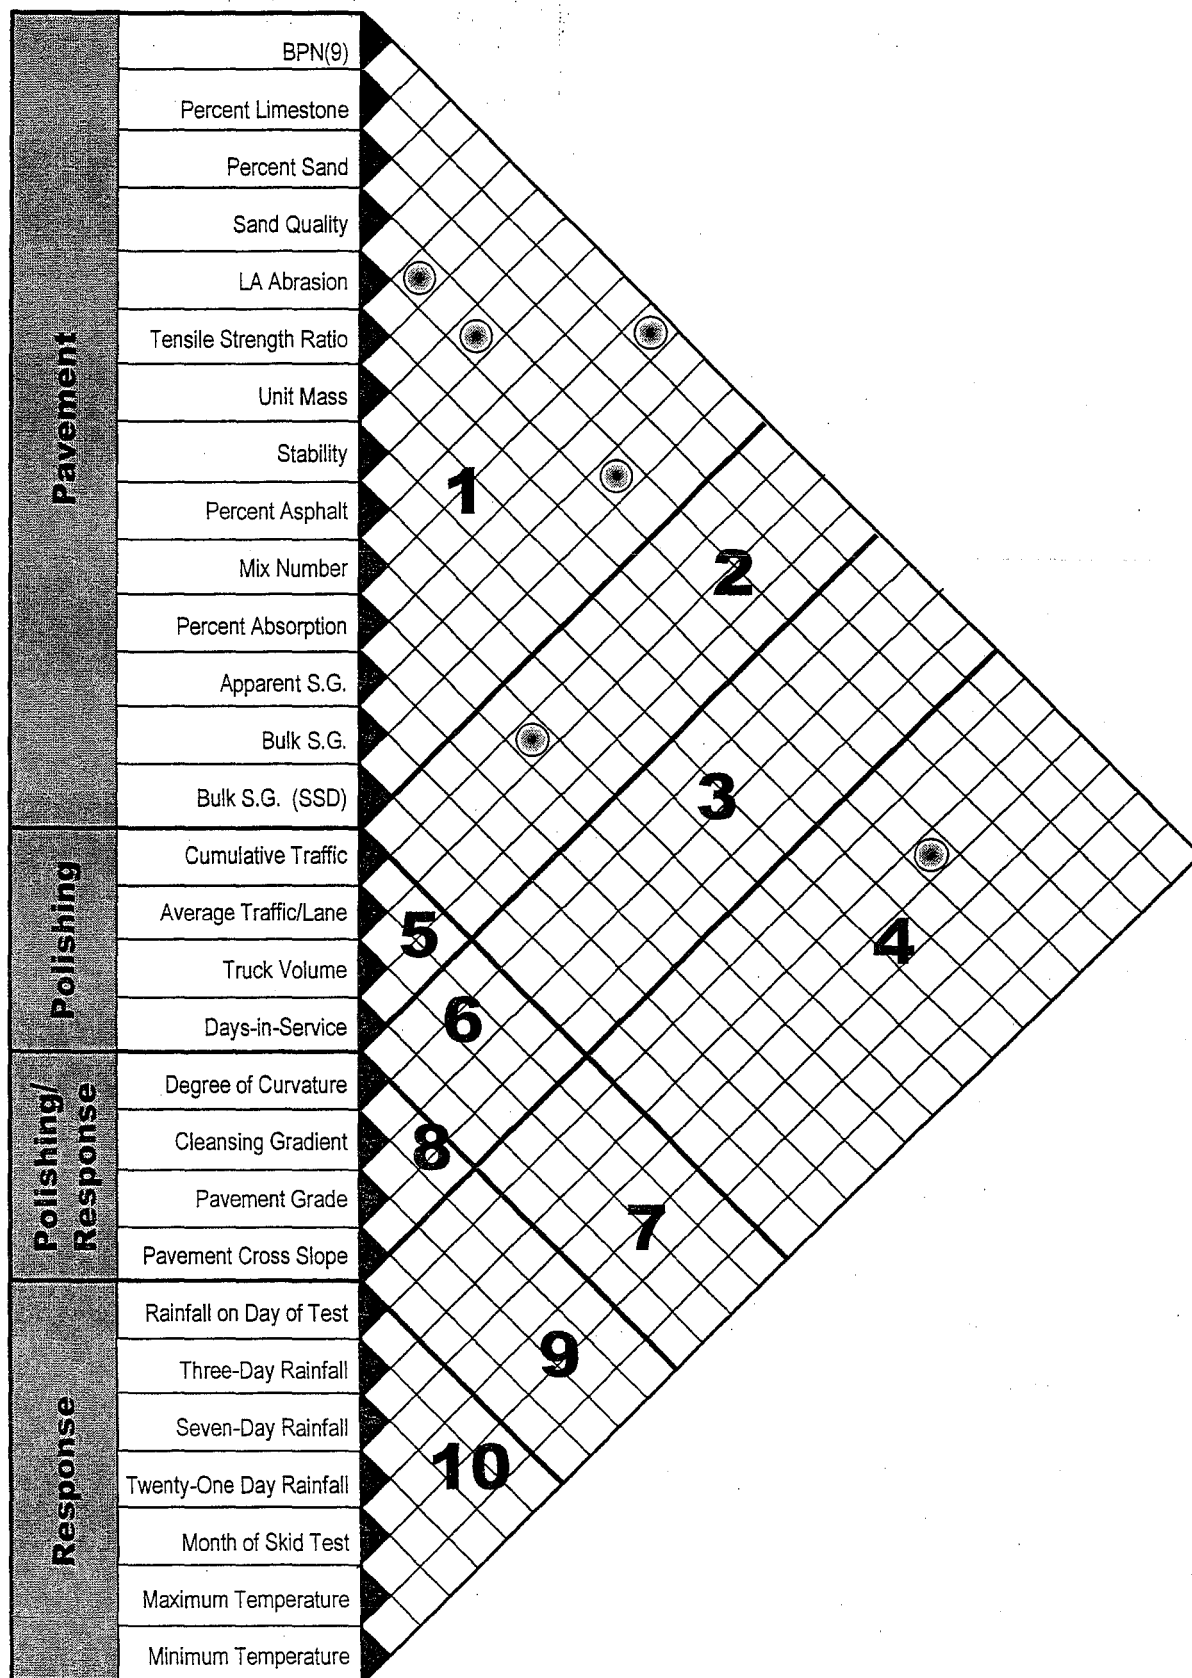 Pavement
BPN(9)
Percent Limestone
Percent Sand
Sand Quality
LA Abrasion
Tensile Strength Ratio
Unit Mass
Stability
Percent Asphalt
Mix Number
Percent Absorption
Apparent S.G.
Bulk S.G.
Bulk S.G. (SSD)
Polishing
Cumulative Traffic
Average Traffic/Lane
Truck Volume
Days-in-Service
Polishing/
Response
Degree of Curvature
Cleansing Gradient
Pavement Grade
Pavement Cross Slope
Response
Rainfall on Day of Test
Three-Day Rainfall
Seven-Day Rainfall
Twenty-One Day Rainfall
Month of Skid Test
Maximum Temperature
Minimum Temperature
1
2
3
4
5
6
7
8
9
10